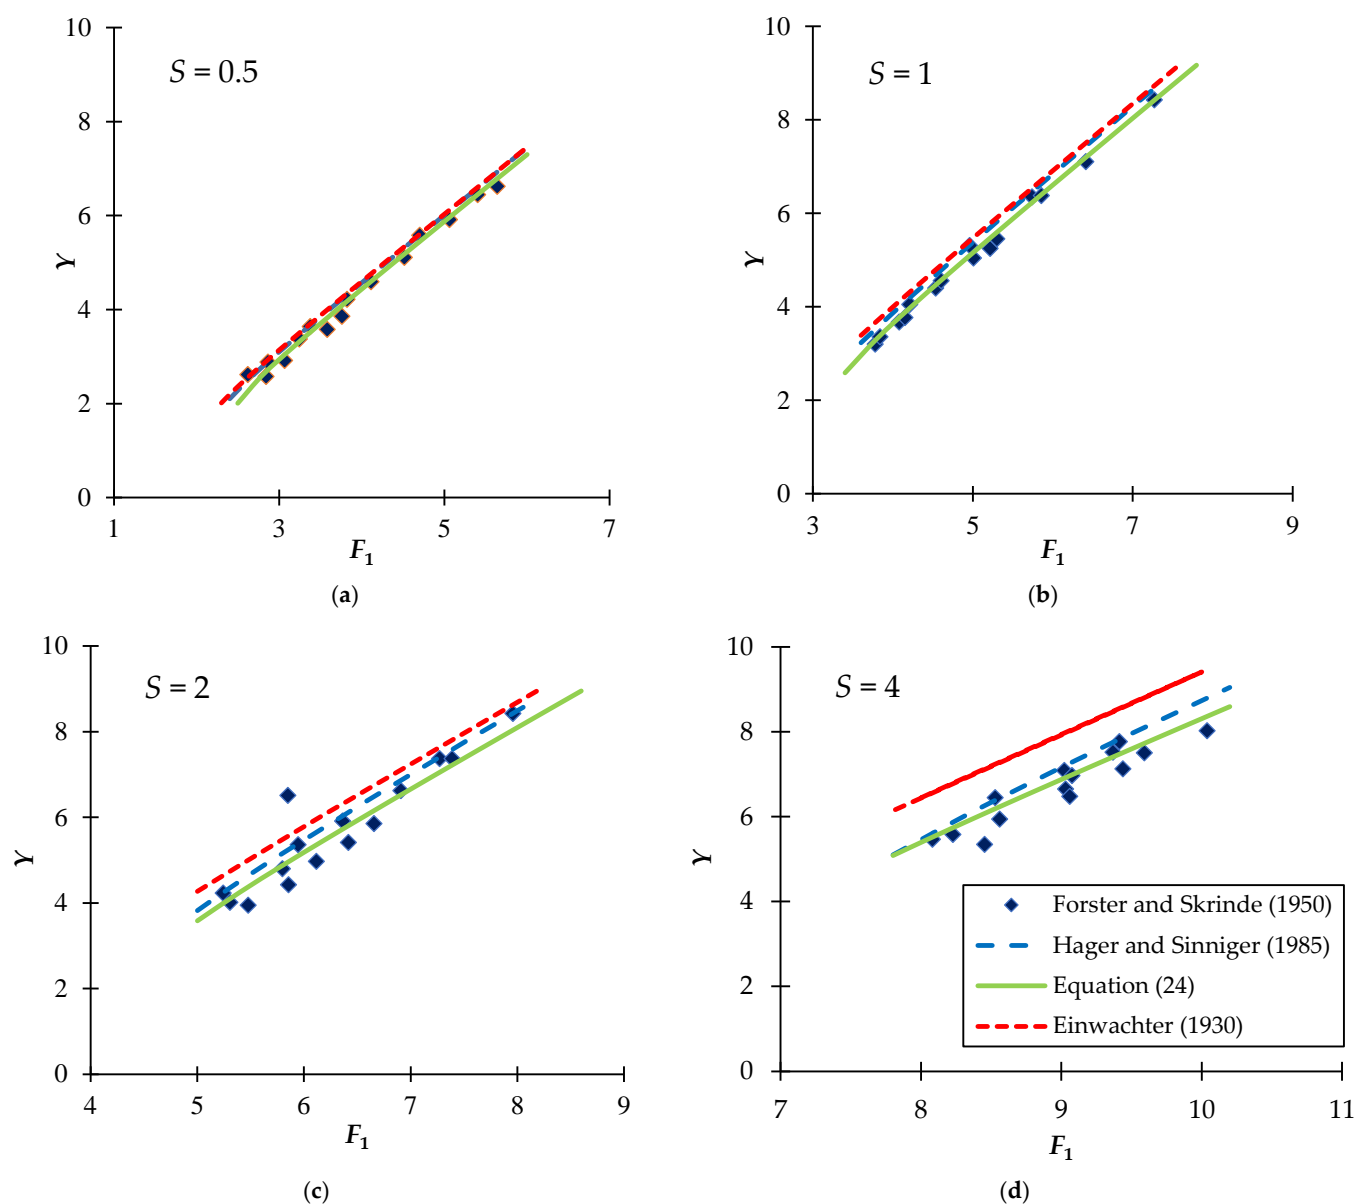 S = 0.5
10
8
6
4
2
0
Y
1 3 5 7
F1
(a)
S = 1
10
8
6
4
2
0
Y
3 5 7 9
F1
(b)
S = 2
10
8
6
4
2
0
Y
4 5 6 7 8 9
F1
(c)
S = 4
10
8
6
4
2
0
Y
7 8 9 10 11
F1
Forster and Skrinde (1950)
Hager and Sinniger (1985)
Equation (24)
Einwachter (1930)
(d)